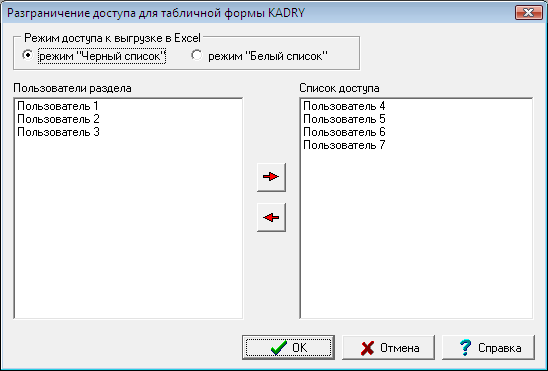 Разграничение доступа для табличной формы KADRY
Режим доступа к выгрузке в Excel
режим "Черный список"
режим "Белый список"
Пользователи раздела
Список доступа
Пользователь 1
Пользователь 2
Пользователь 3
Пользователь 4
Пользователь 5
Пользователь 6
Пользователь 7
OK
Отмена
? Справка